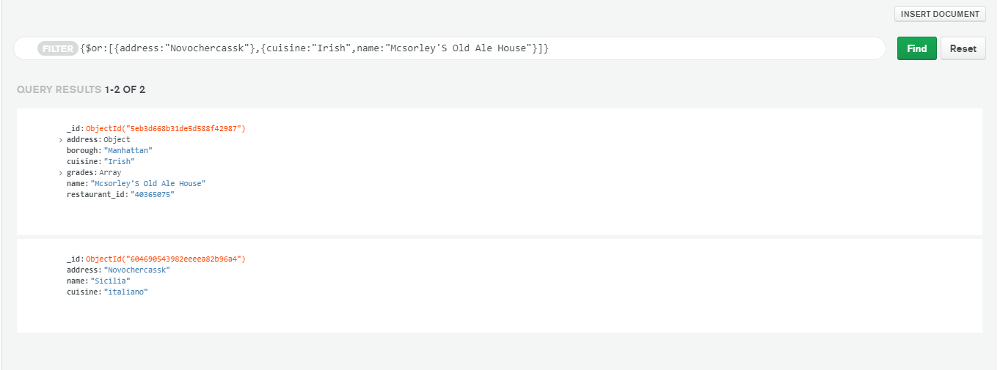 INSERT DOCUMENT
FILTER {$or:[{address:"Novochercassk"},{cuisine:"Irish",name:"Mcsorley'S Old Ale House"}]}
Find
Reset
QUERY RESULTS 1-2 OF 2
_id: ObjectId("5eb3d668b31de5d588f42987")
address: Object
borough: "Manhattan"
cuisine: "Irish"
grades: Array
name: "Mcsorley'S Old Ale House"
restaurant_id: "40365075"
_id: ObjectId("604690543982eeeea82b96a4")
address: "Novochercassk"
name: "Sicilia"
cuisine: "italiano"